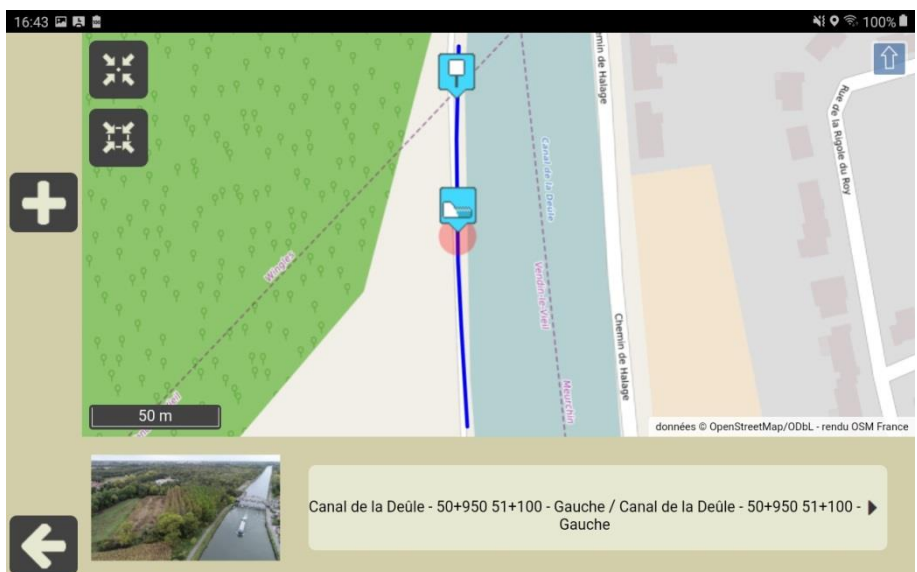 16:43
100%
Chemin de Halage
Rue de la Rigole du Roy
Canal de la Deûle
Wingles
Vendin-le-Vieil
Chemin de Halage
Meurchin
50 m
données © OpenStreetMap/ODbL - rendu OSM France
Canal de la Deûle - 50+950 51+100 - Gauche / Canal de la Deûle - 50+950 51+100 -
Gauche